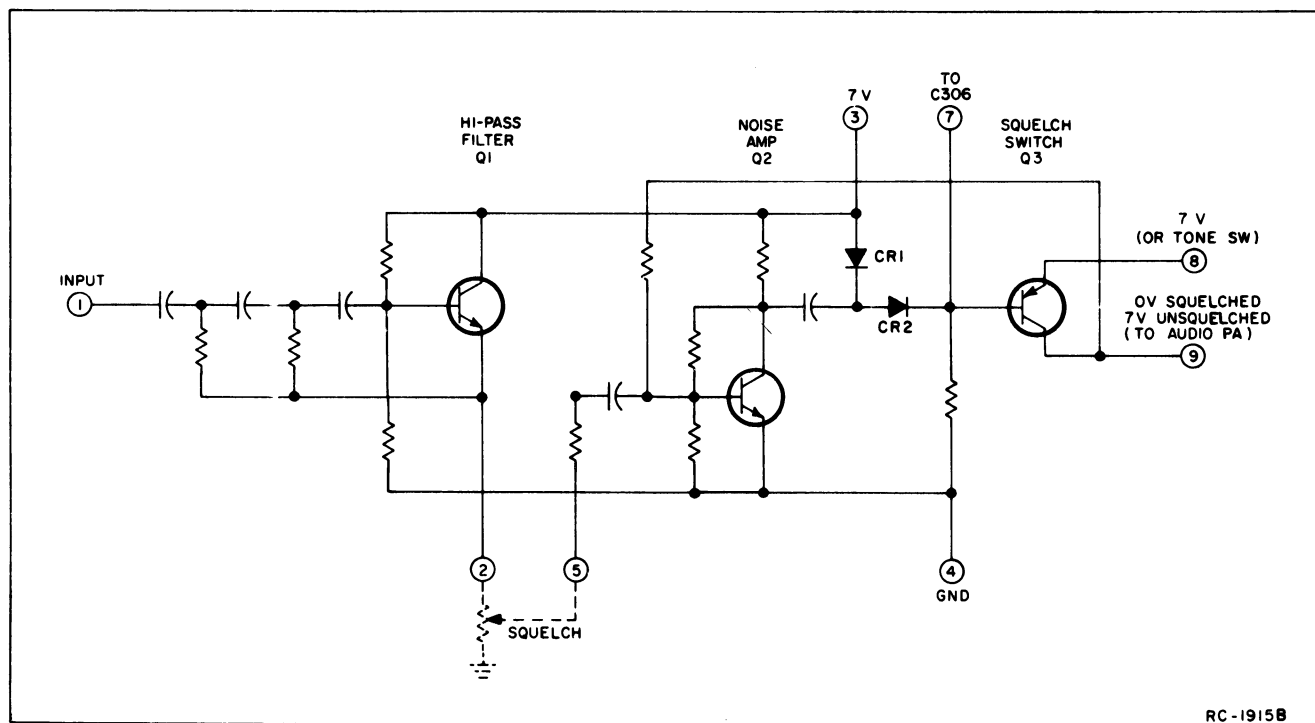 7 V
3
TO
C306
7
HI-PASS
FILTER
Q1
NOISE
AMP
Q2
SQUELCH
SWITCH
Q3
7 V
(OR TONE SW)
8
CR1
INPUT
1
CR2
0V SQUELCHED
7V UNSQUELCHED
(TO AUDIO PA)
9
2
5
4
GND
SQUELCH
RC-1915B